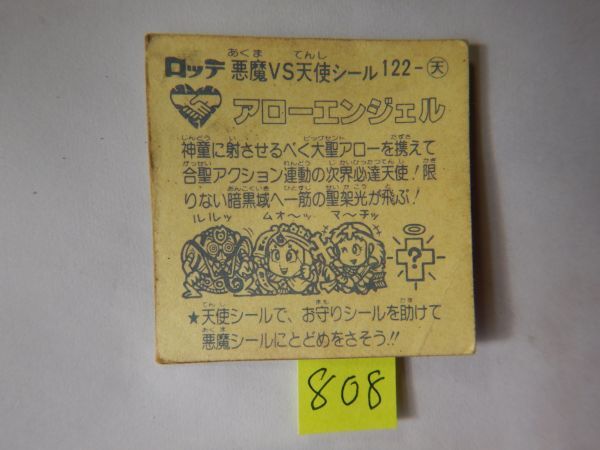 ロッテ 悪魔VS天使シール 122-天
アローエンジェル
神童に射させるべく大聖アローを携えて
合聖アクション連動の次界必達天使!限
りない暗黒域へ一筋の聖架光が飛ぶ!
ルルッ ムォ〜ッ マ〜チッ
?
★天使シールで、お守りシールを助けて
悪魔シールにとどめをさそう!!
808